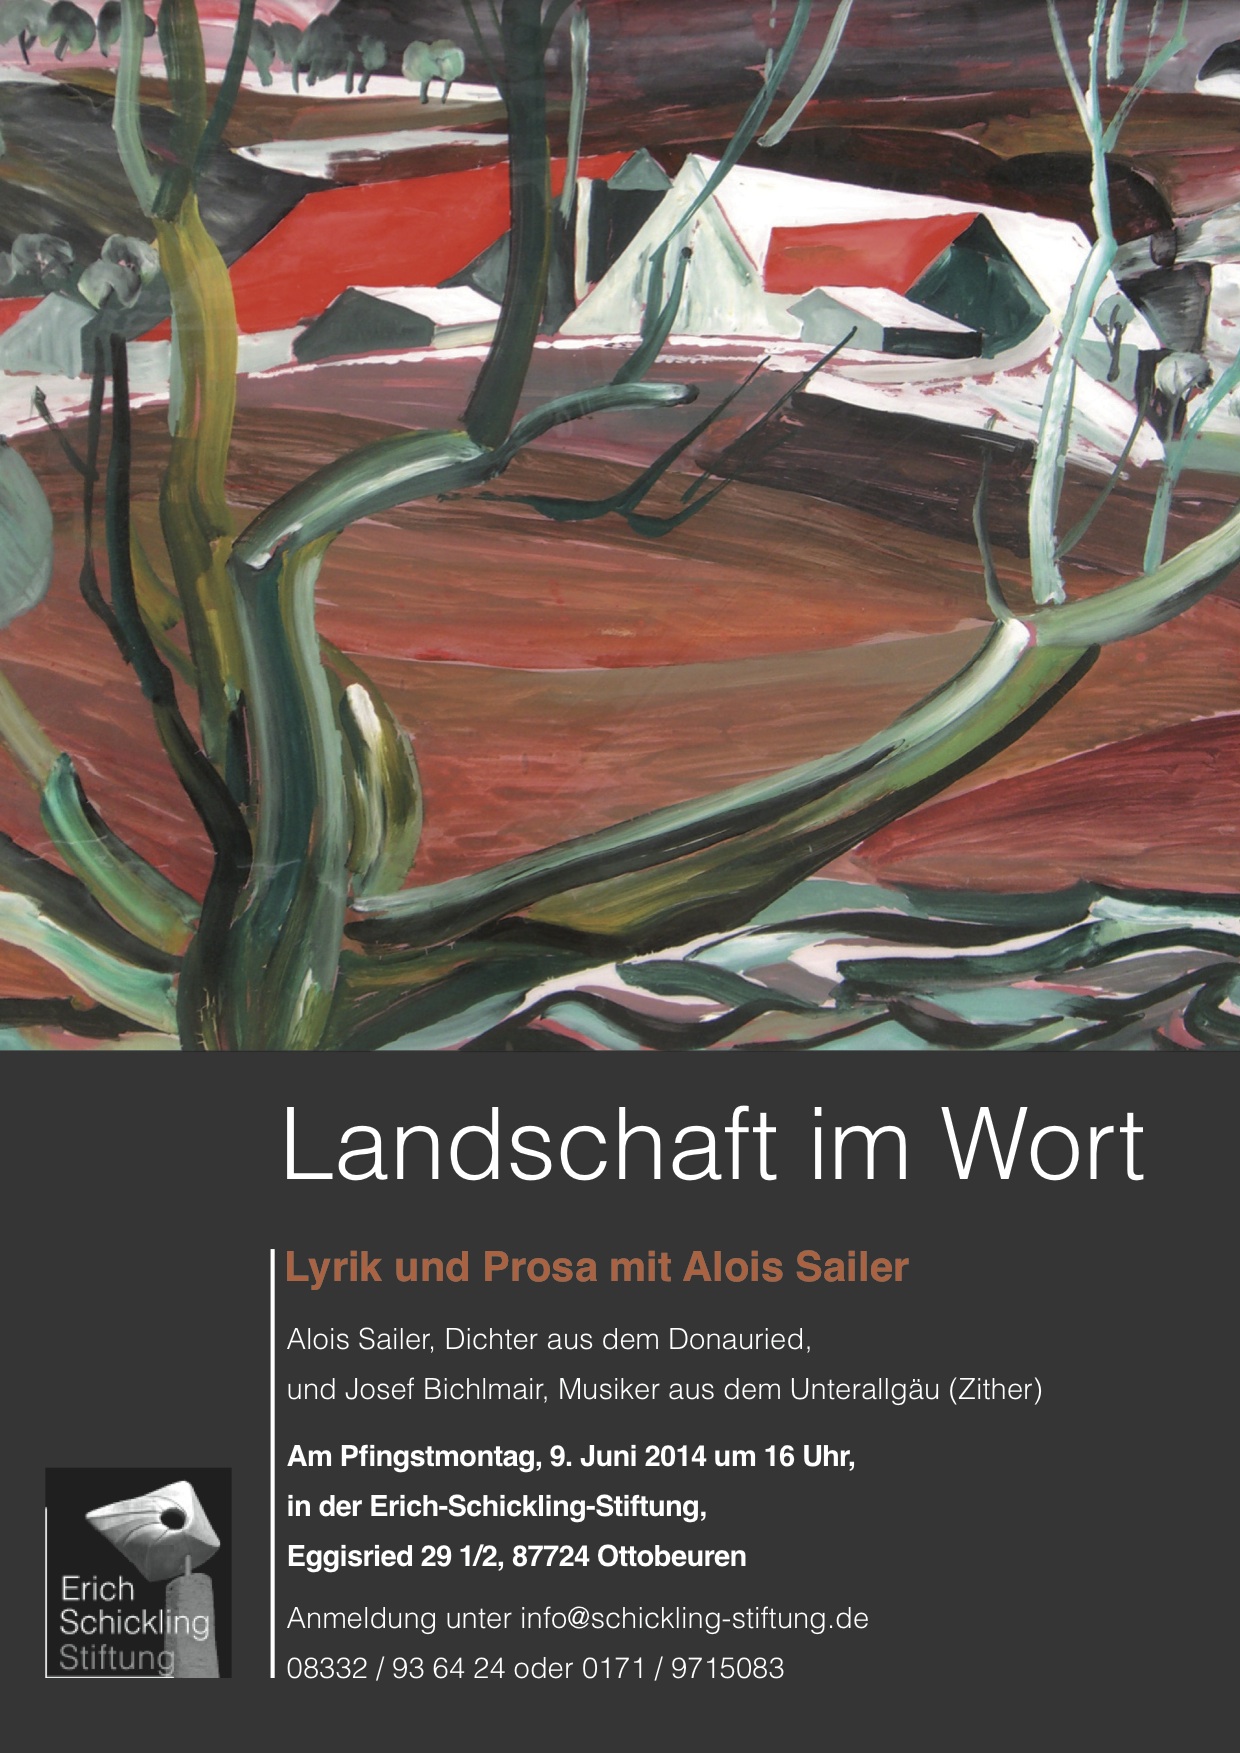 Landschaft im Wort
Lyrik und Prosa mit Alois Sailer
Alois Sailer, Dichter aus dem Donauried,
und Josef Bichlmair, Musiker aus dem Unterallgäu (Zither)
Am Pfingstmontag, 9. Juni 2014 um 16 Uhr,
in der Erich-Schickling-Stiftung,
Eggisried 29 1/2, 87724 Ottobeuren
Anmeldung unter info@schickling-stiftung.de
08332 / 93 64 24 oder 0171 / 9715083
Erich
Schickling
Stiftung